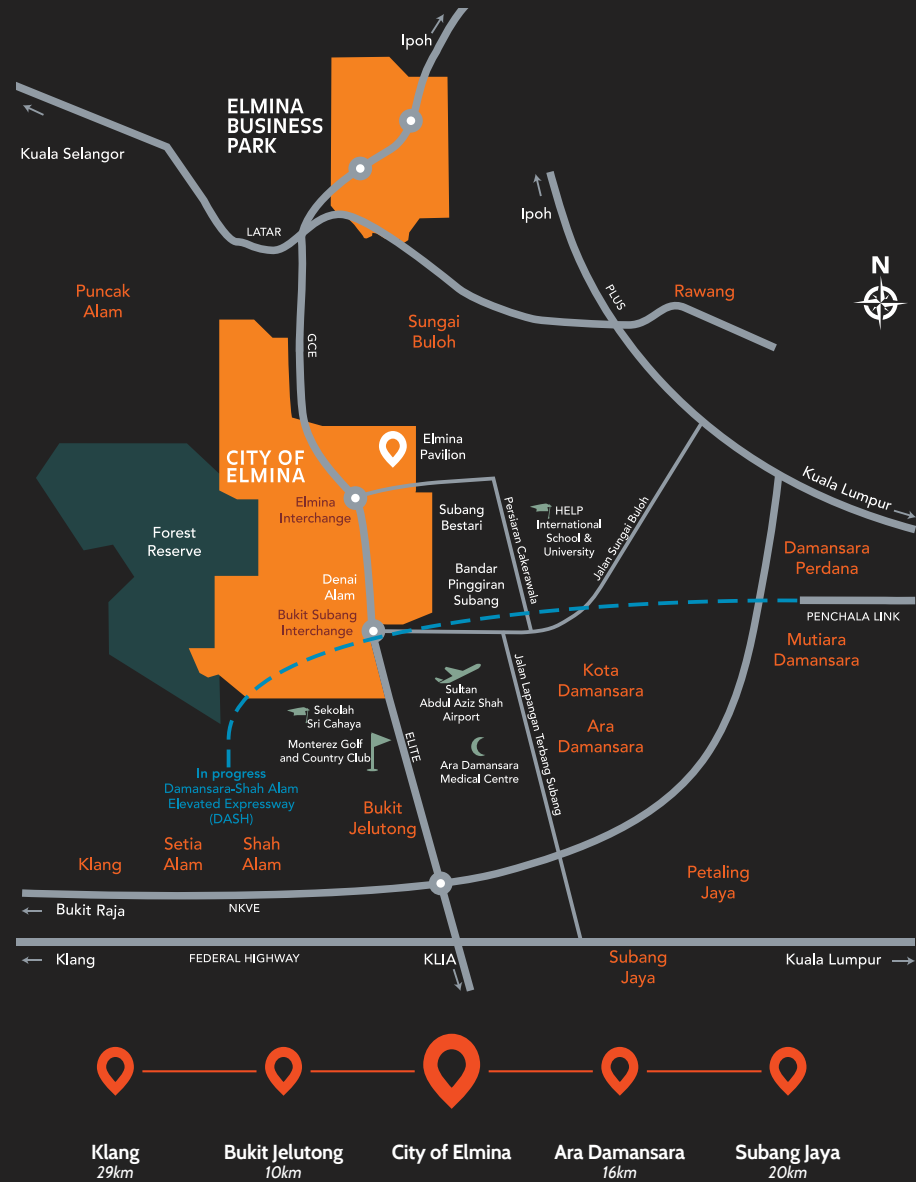 Ipoh
ELMINA
BUSINESS
PARK
Kuala Selangor
Ipoh
LATAR
N
Puncak
Alam
PLUS
Rawang
Sungai
Buloh
GCE
Elmina
Pavilion
CITY OF
ELMINA
Kuala Lumpur
Elmina
Interchange
Subang
Bestari
Persiaran Cakerawala
HELP
International
School &
University
Jalan Sungai Buloh
Forest
Reserve
Damansara
Perdana
Denai
Alam
Bandar
Pinggiran
Subang
Bukit Subang
Interchange
PENCHALA LINK
Mutiara
Damansara
Sultan
Abdul Aziz Shah
Airport
Jalan Lapangan Terbang Subang
Kota
Damansara
Sekolah
Sri Cahaya
Monterez Golf
and Country Club
ELITE
Ara Damansara
Medical Centre
Ara
Damansara
In progress
Damansara-Shah Alam
Elevated Expressway
(DASH)
Bukit
Jelutong
Klang
Setia
Alam
Shah
Alam
Petaling
Jaya
Bukit Raja
NKVE
Klang
FEDERAL HIGHWAY
KLIA
Subang
Jaya
Kuala Lumpur
Klang
29km
Bukit Jelutong
10km
City of Elmina
Ara Damansara
16km
Subang Jaya
20km